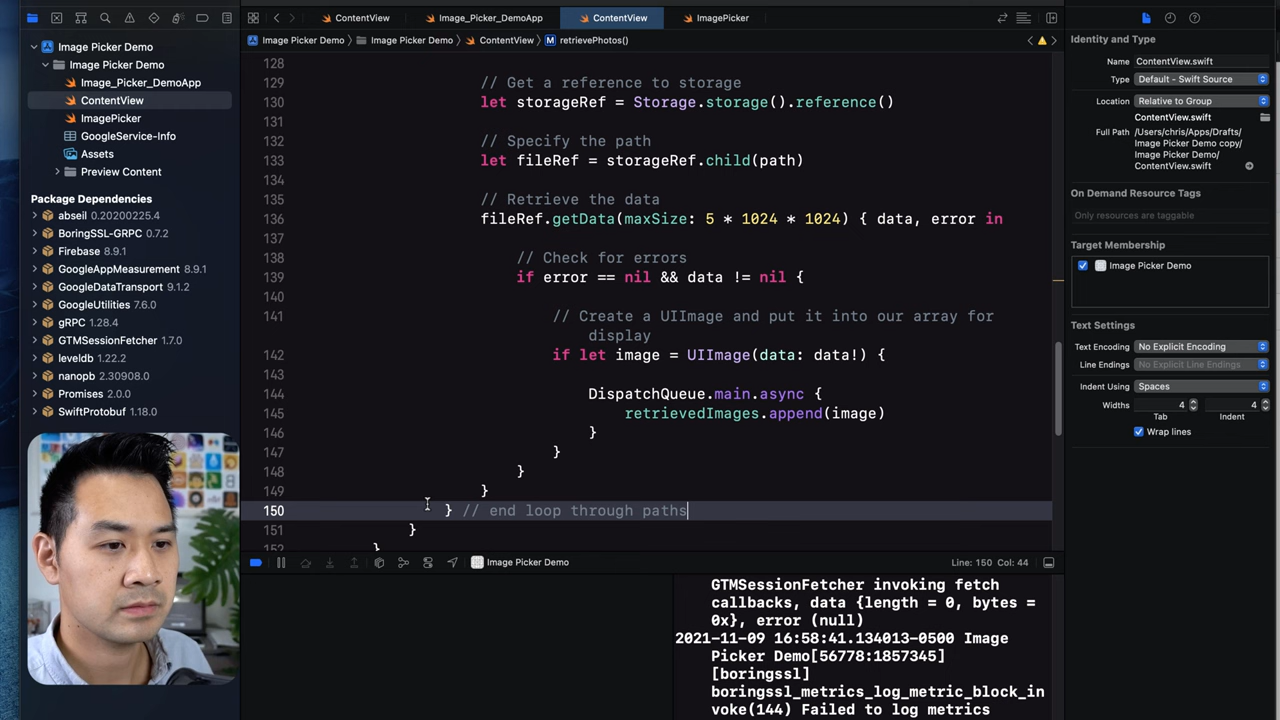 ContentView
Image_Picker_DemoApp
ContentView
ImagePicker
Image Picker Demo
Image Picker Demo
Image_Picker_DemoApp
ContentView
ImagePicker
GoogleService-Info
Assets
Preview Content
Package Dependencies
abseil 0.20200225.4
BoringSSL-GRPC 0.7.2
Firebase 8.9.1
GoogleAppMeasurement 8.9.1
GoogleDataTransport 9.1.2
GoogleUtilities 7.6.0
gRPC 1.28.4
GTMSessionFetcher 1.7.0
leveldb 1.22.2
nanopb 2.30908.0
Promises 2.0.0
SwiftProtobuf 1.18.0
Image Picker Demo
Image Picker Demo
ContentView
M retrievePhotos()
128
129 // Get a reference to storage
130 let storageRef = Storage.storage().reference()
131
132 // Specify the path
133 let fileRef = storageRef.child(path)
134
135 // Retrieve the data
136 fileRef.getData(maxSize: 5 * 1024 * 1024) { data, error in
137
138 // Check for errors
139 if error == nil && data != nil {
140
141 // Create a UIImage and put it into our array for
display
142 if let image = UIImage(data: data!) {
143
144 DispatchQueue.main.async {
145 retrievedImages.append(image)
146 }
147 }
148 }
149 }
150 } // end loop through paths
151 }
152 }
Image Picker Demo
Line: 150 Col: 44
GTMSessionFetcher invoking fetch
callbacks, data {length = 0, bytes =
0x}, error (null)
2021-11-09 16:58:41.134013-0500 Image
Picker Demo[56778:1857345]
[boringssl]
boringssl_metrics_log_metric_block_in
voke(144) Failed to log metrics
Identity and Type
Name ContentView.swift
Type Default - Swift Source
Location Relative to Group
ContentView.swift
Full Path /Users/chris/Apps/Drafts/
Image Picker Demo copy/
Image Picker Demo/
ContentView.swift
On Demand Resource Tags
Only resources are taggable
Target Membership
Image Picker Demo
Text Settings
Text Encoding No Explicit Encoding
Line Endings No Explicit Line Endings
Indent Using Spaces
Widths 4 4
Tab Indent
Wrap lines